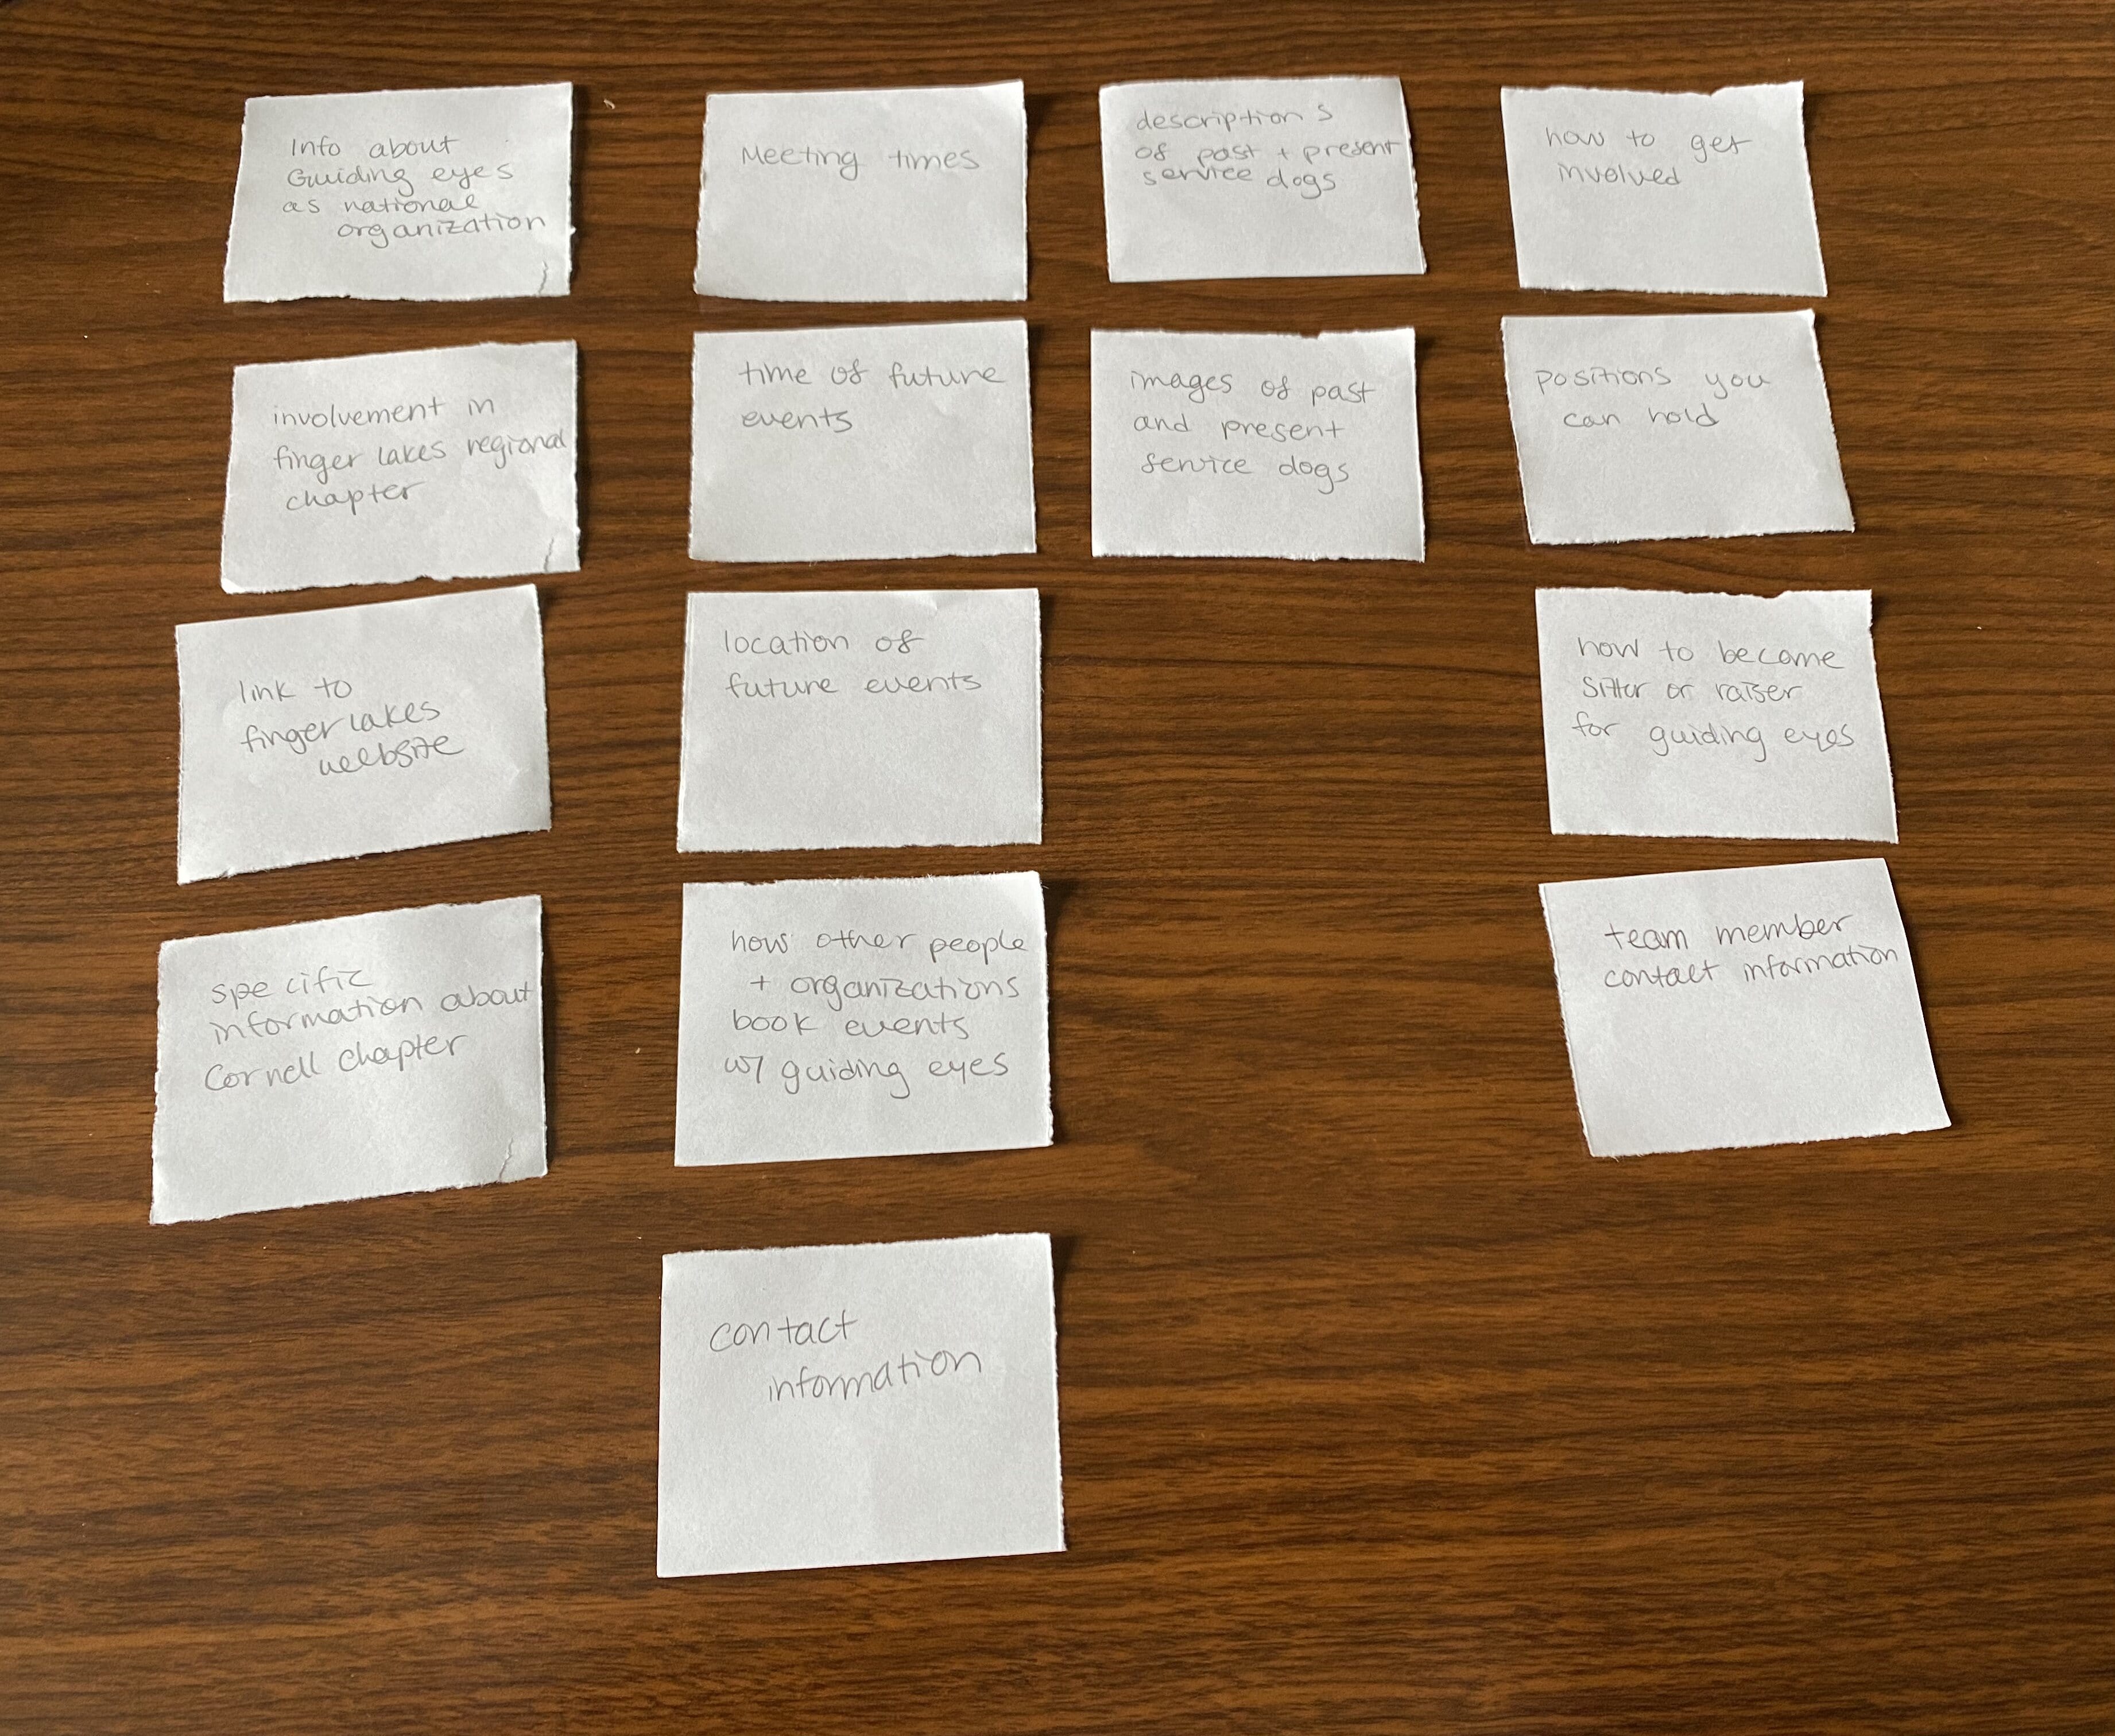 Info about
Guiding eyes
as national
organization
involvement in
finger lakes regional
chapter
link to
finger lakes
website
specific
information about
Cornell chapter
Meeting times
time of future
events
location of
future events
how other people
+ organizations
book events
w/ guiding eyes
contact
information
descriptions
of past + present
service dogs
images of past
and present
service dogs
how to get
involved
positions you
can hold
how to become
sitter or raiser
for guiding eyes
team member
contact information